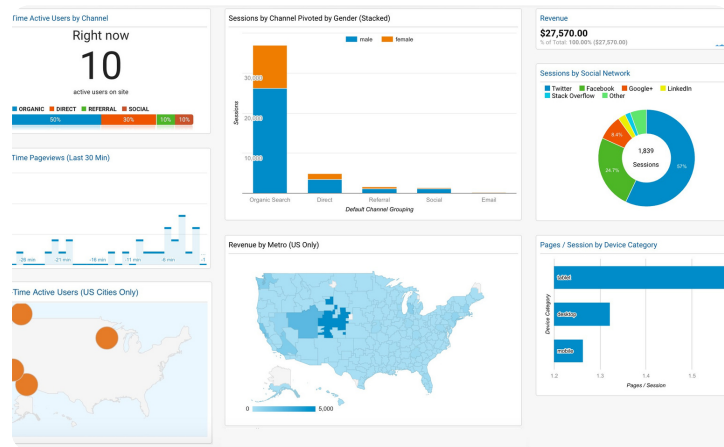 Time Active Users by Channel
Right now
10
active users on site
ORGANIC DIRECT REFERRAL SOCIAL
50% 30% 10% 10%
Time Pageviews (Last 30 Min)
-26 min -21 min -16 min -11 min -6 min -1
Time Active Users (US Cities Only)
Sessions by Channel Pivoted by Gender (Stacked)
male female
30,000
20,000
10,000
Sessions
Organic Search Direct Referral Social Email
Default Channel Grouping
Revenue by Metro (US Only)
0 5,000
Revenue
$27,570.00
% of Total: 100.00% ($27,570.00)
Sessions by Social Network
Twitter Facebook Google+ LinkedIn
Stack Overflow Other
8.4%
1,839
Sessions
24.7% 57%
Pages / Session by Device Category
tablet
desktop
mobile
Device Category
1.2 1.3 1.4 1.5
Pages / Session